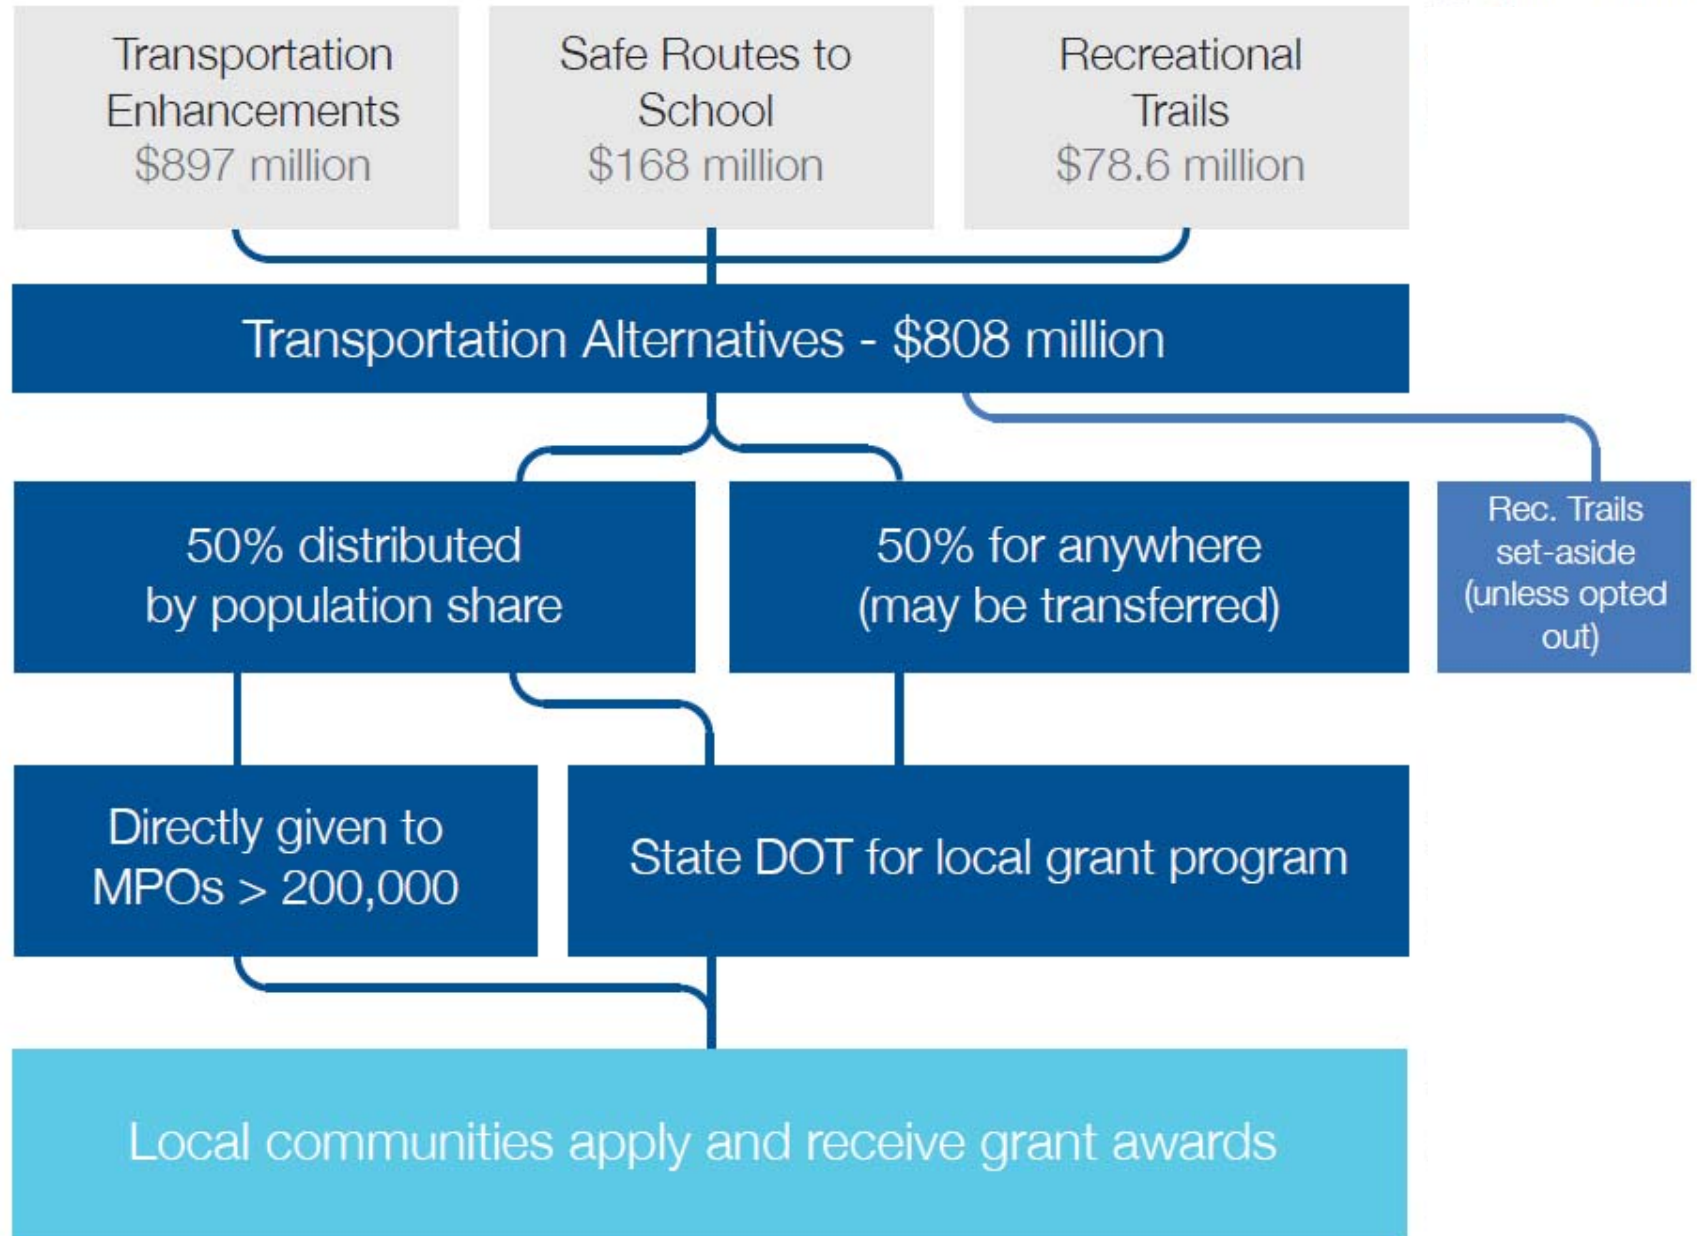 Transportation
Enhancements
$897 million
Safe Routes to
School
$168 million
Recreational
Trails
$78.6 million
Transportation Alternatives - $808 million
50% distributed
by population share
50% for anywhere
(may be transferred)
Rec. Trails
set-aside
(unless opted
out)
Directly given to
MPOs > 200,000
State DOT for local grant program
Local communities apply and receive grant awards